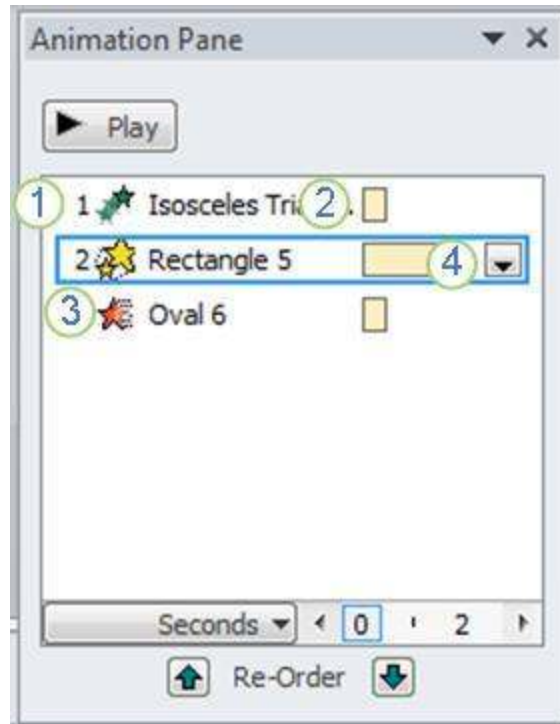 Animation Pane
Play
1 1 Isosceles Tri 2 .
2 Rectangle 5 4
3 Oval 6
Seconds 0 2
Re-Order